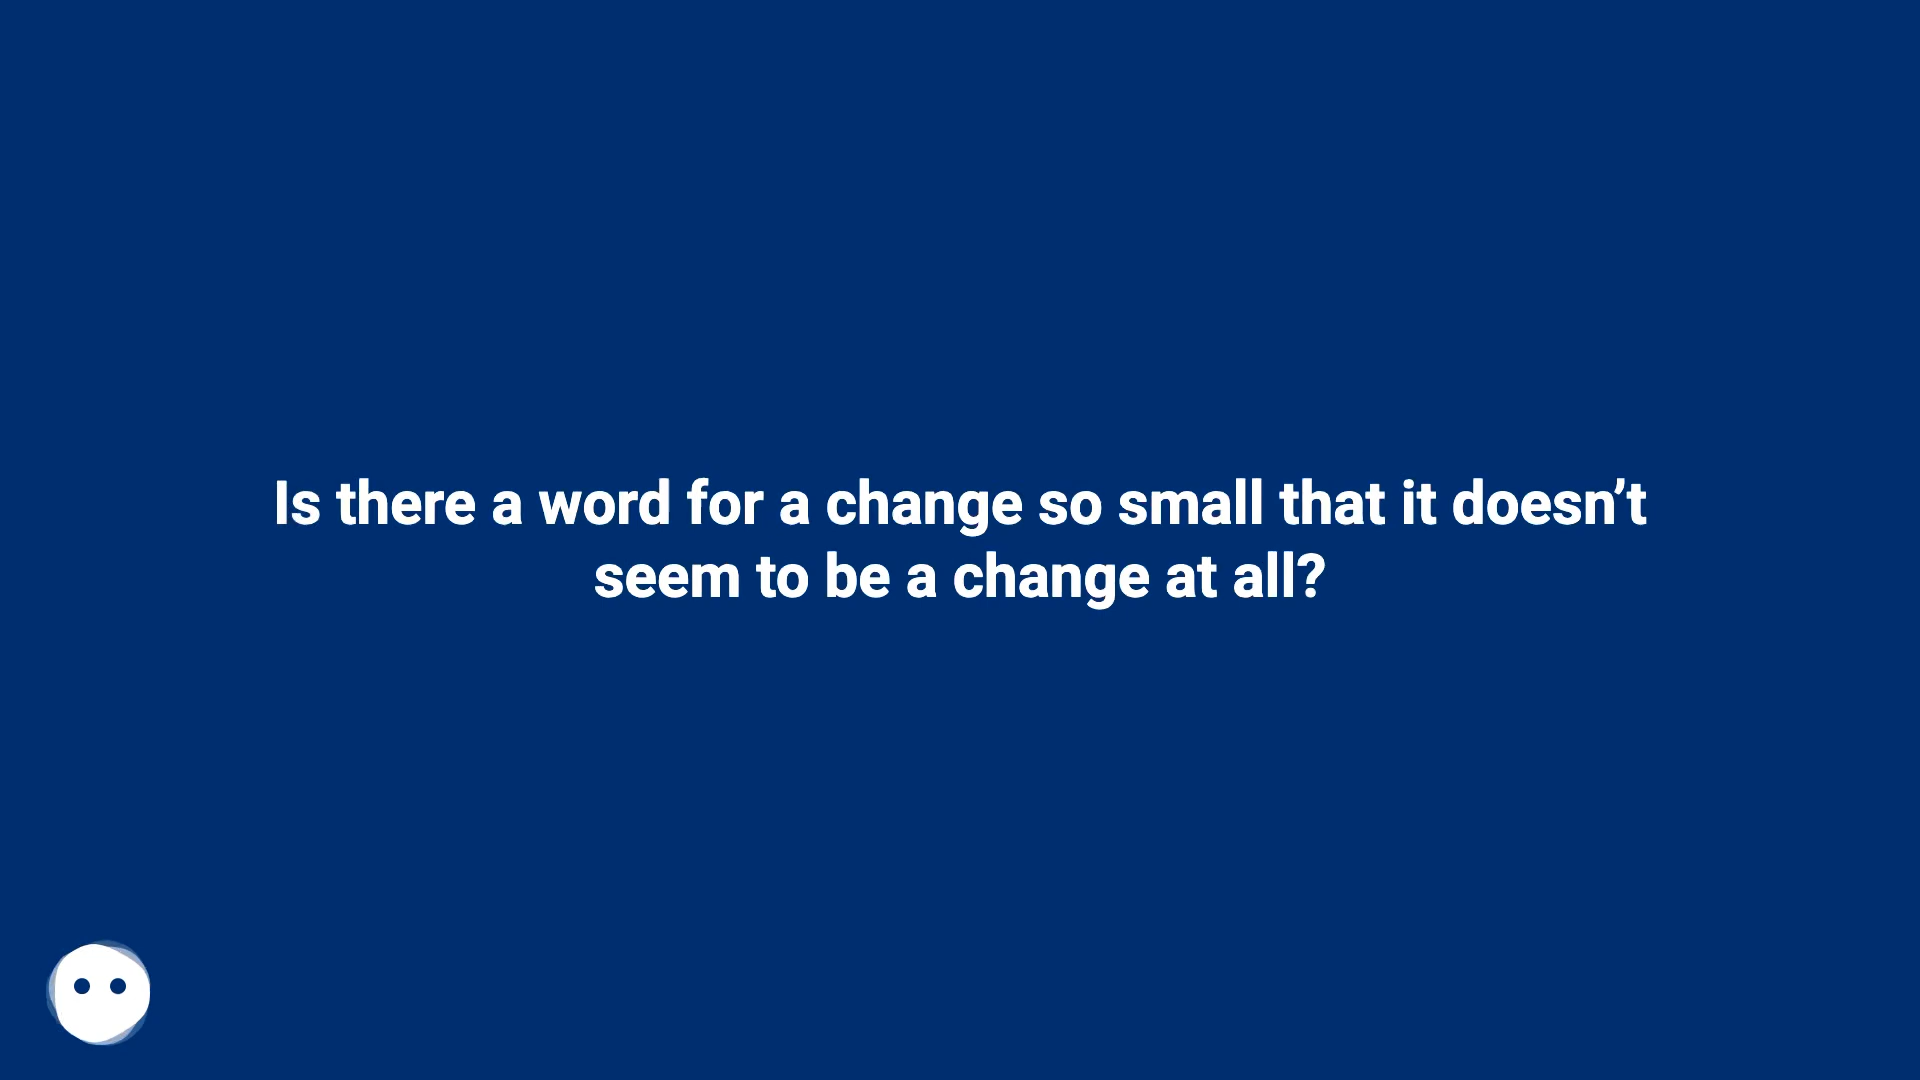 Is there a word for a change so small that it doesn’t
seem to be a change at all?